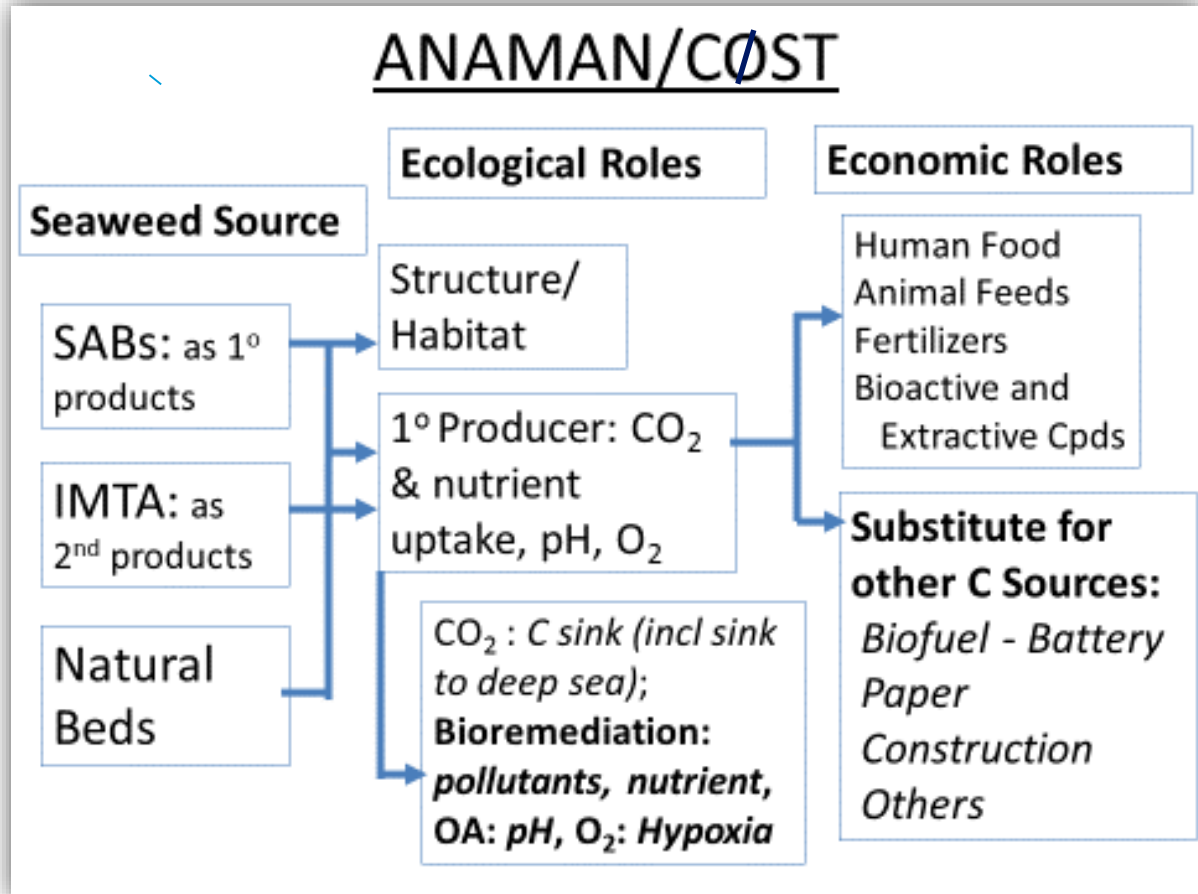 ANAMAN/COST
Seaweed Source
SABs: as 1º
products
IMTA: as
2nd products
Natural
Beds
Ecological Roles
Structure/
Habitat
1º Producer: CO₂
& nutrient
uptake, pH, O₂
CO₂ : C sink (incl sink
to deep sea);
Bioremediation:
pollutants, nutrient,
OA: pH, O₂: Hypoxia
Economic Roles
Human Food
Animal Feeds
Fertilizers
Bioactive and
Extractive Cpds
Substitute for
other C Sources:
Biofuel - Battery
Paper
Construction
Others